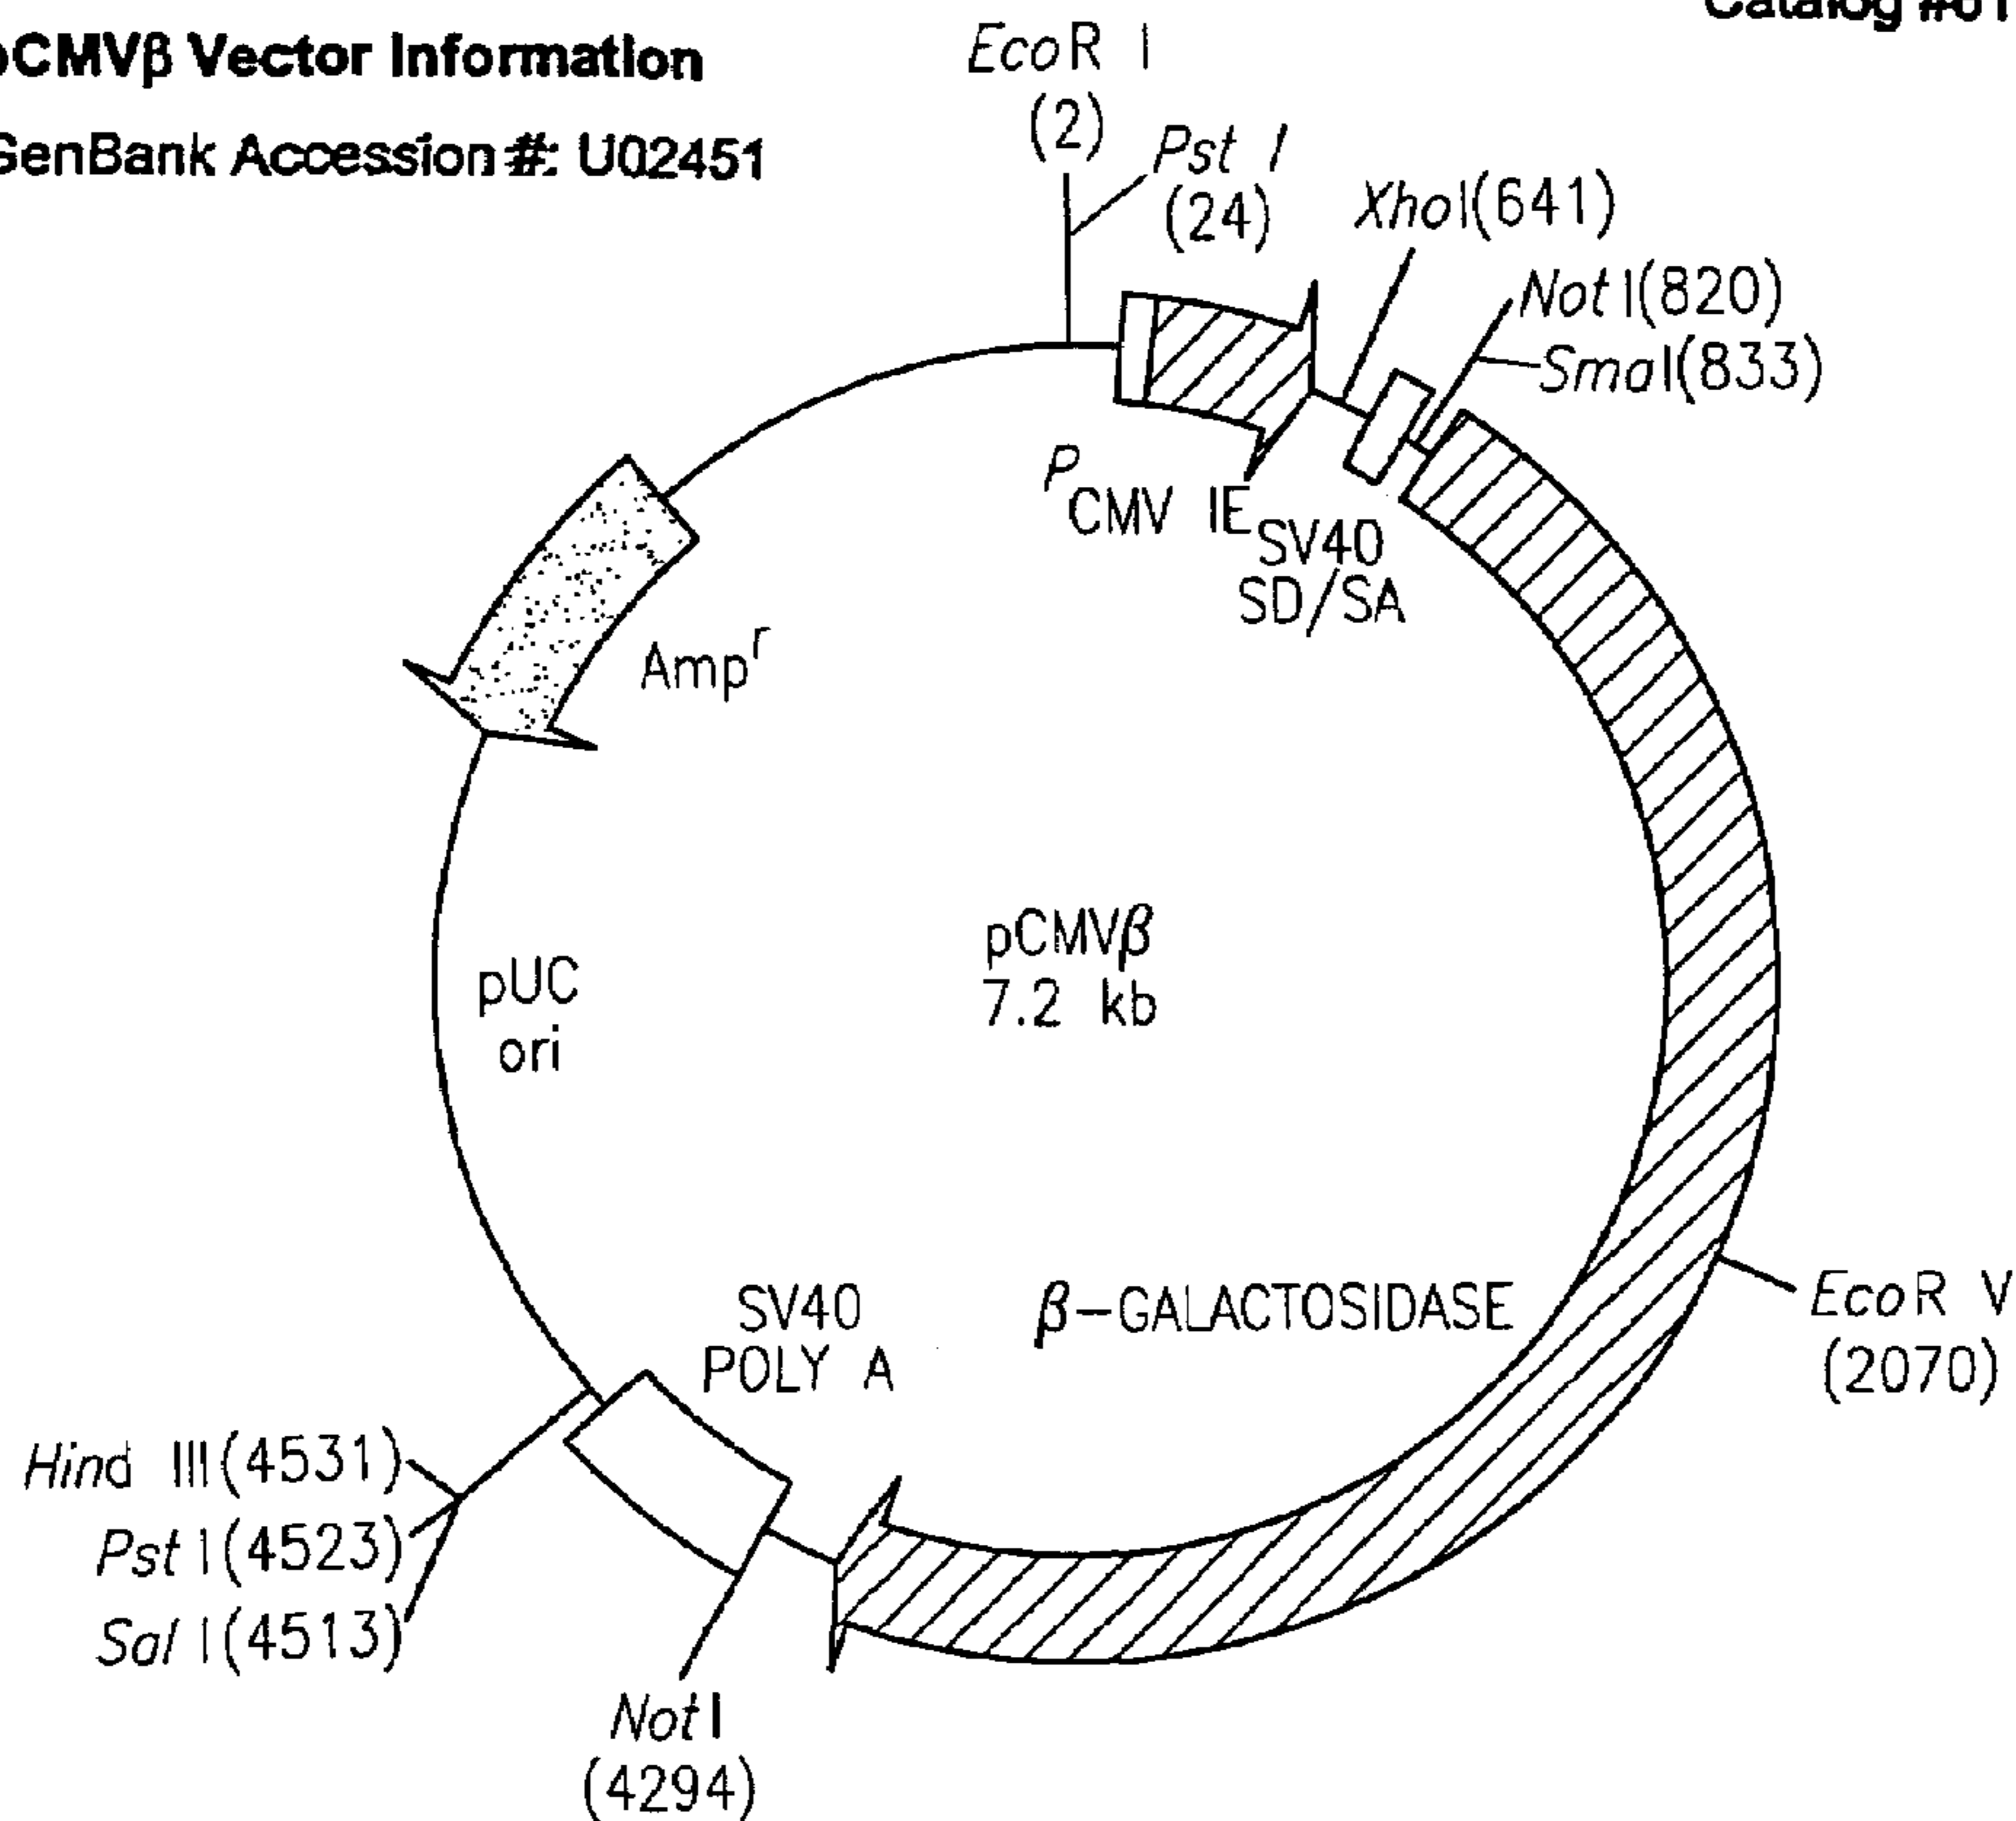 CMVβ Vector Information
GenBank Accession #: U02451
EcoR I
(2)
Pst I
(24)
XhoI(641)
Not I(820)
SmaI(833)
P CMV IE
SV40
SD/SA
Amp r
pCMVβ
7.2 kb
pUC
ori
SV40
POLY A
β-GALACTOSIDASE
EcoR V
(2070)
Hind III(4531)
Pst I(4523)
Sal I(4513)
Not I
(4294)